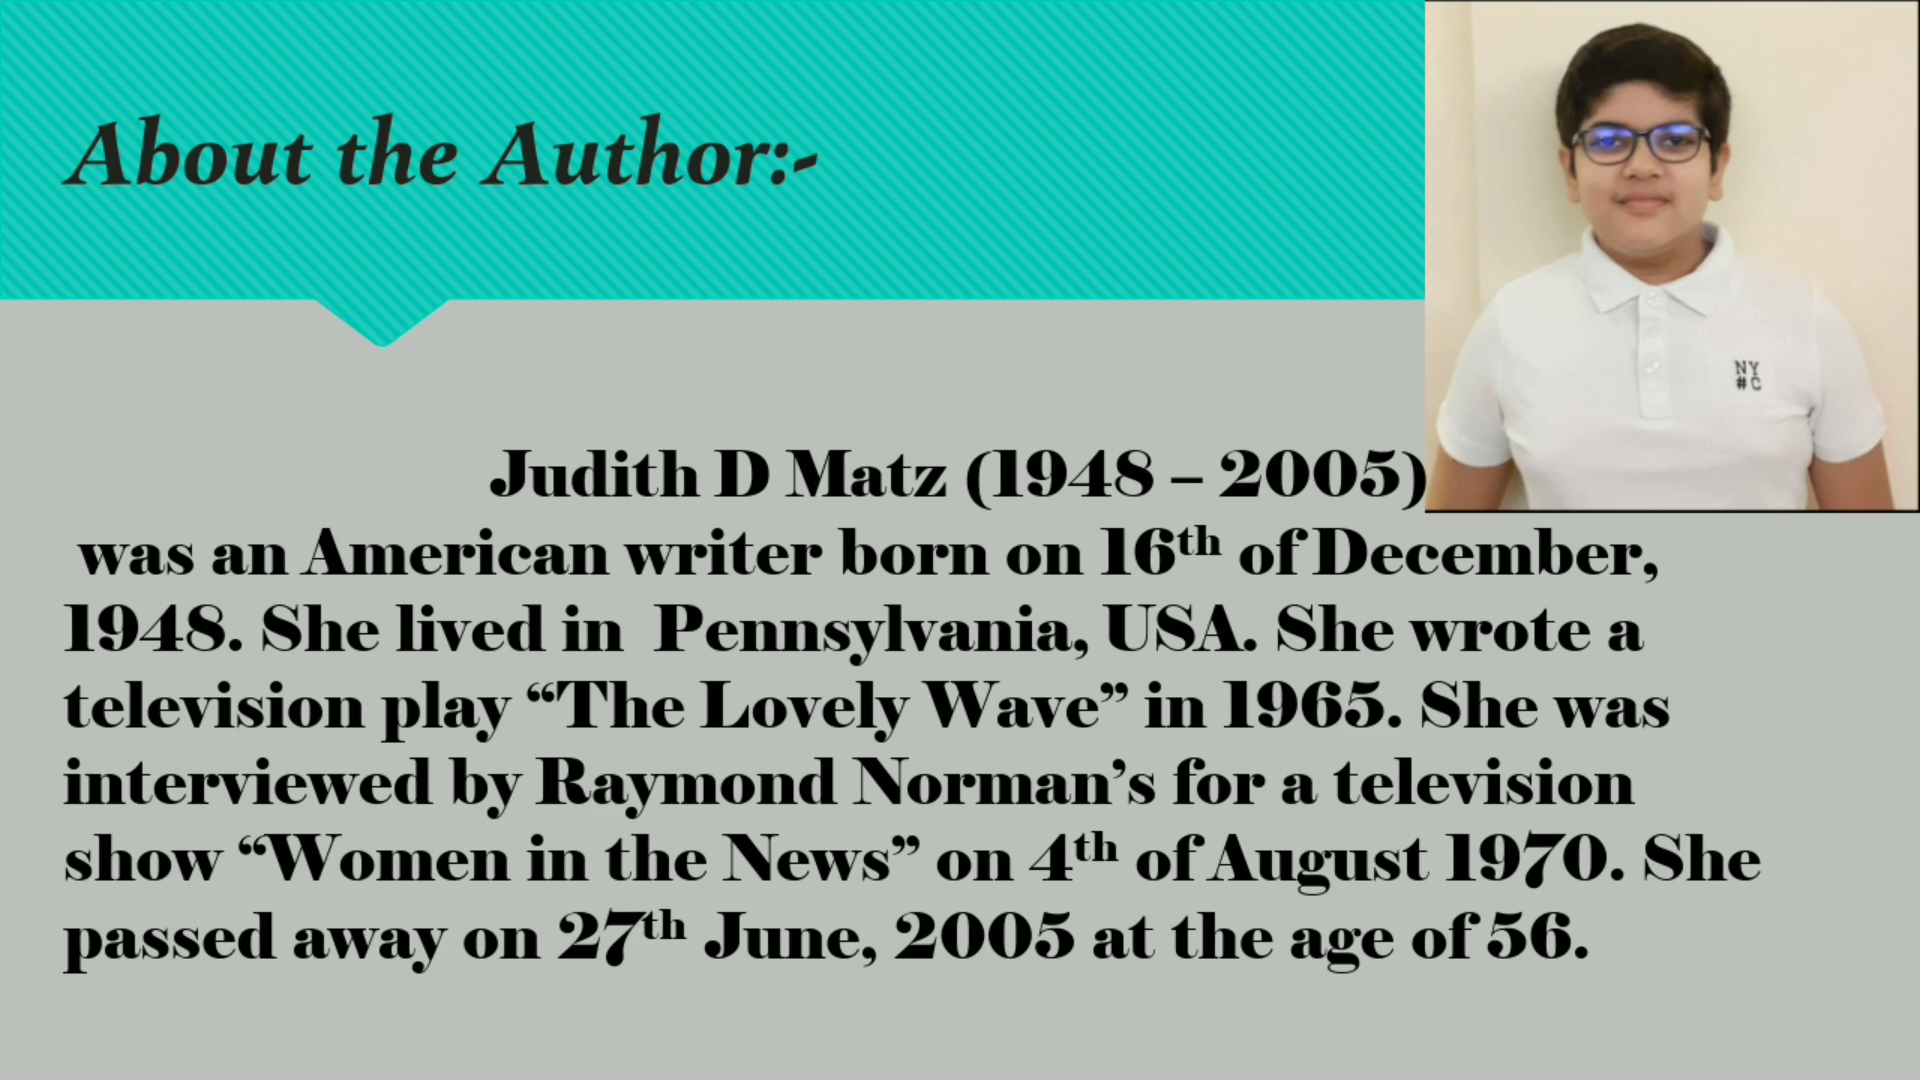 About the Author:-
NY
#C
Judith D Matz (1948 – 2005)
was an American writer born on 16th of December,
1948. She lived in Pennsylvania, USA. She wrote a
television play “The Lovely Wave” in 1965. She was
interviewed by Raymond Norman’s for a television
show “Women in the News” on 4th of August 1970. She
passed away on 27th June, 2005 at the age of 56.